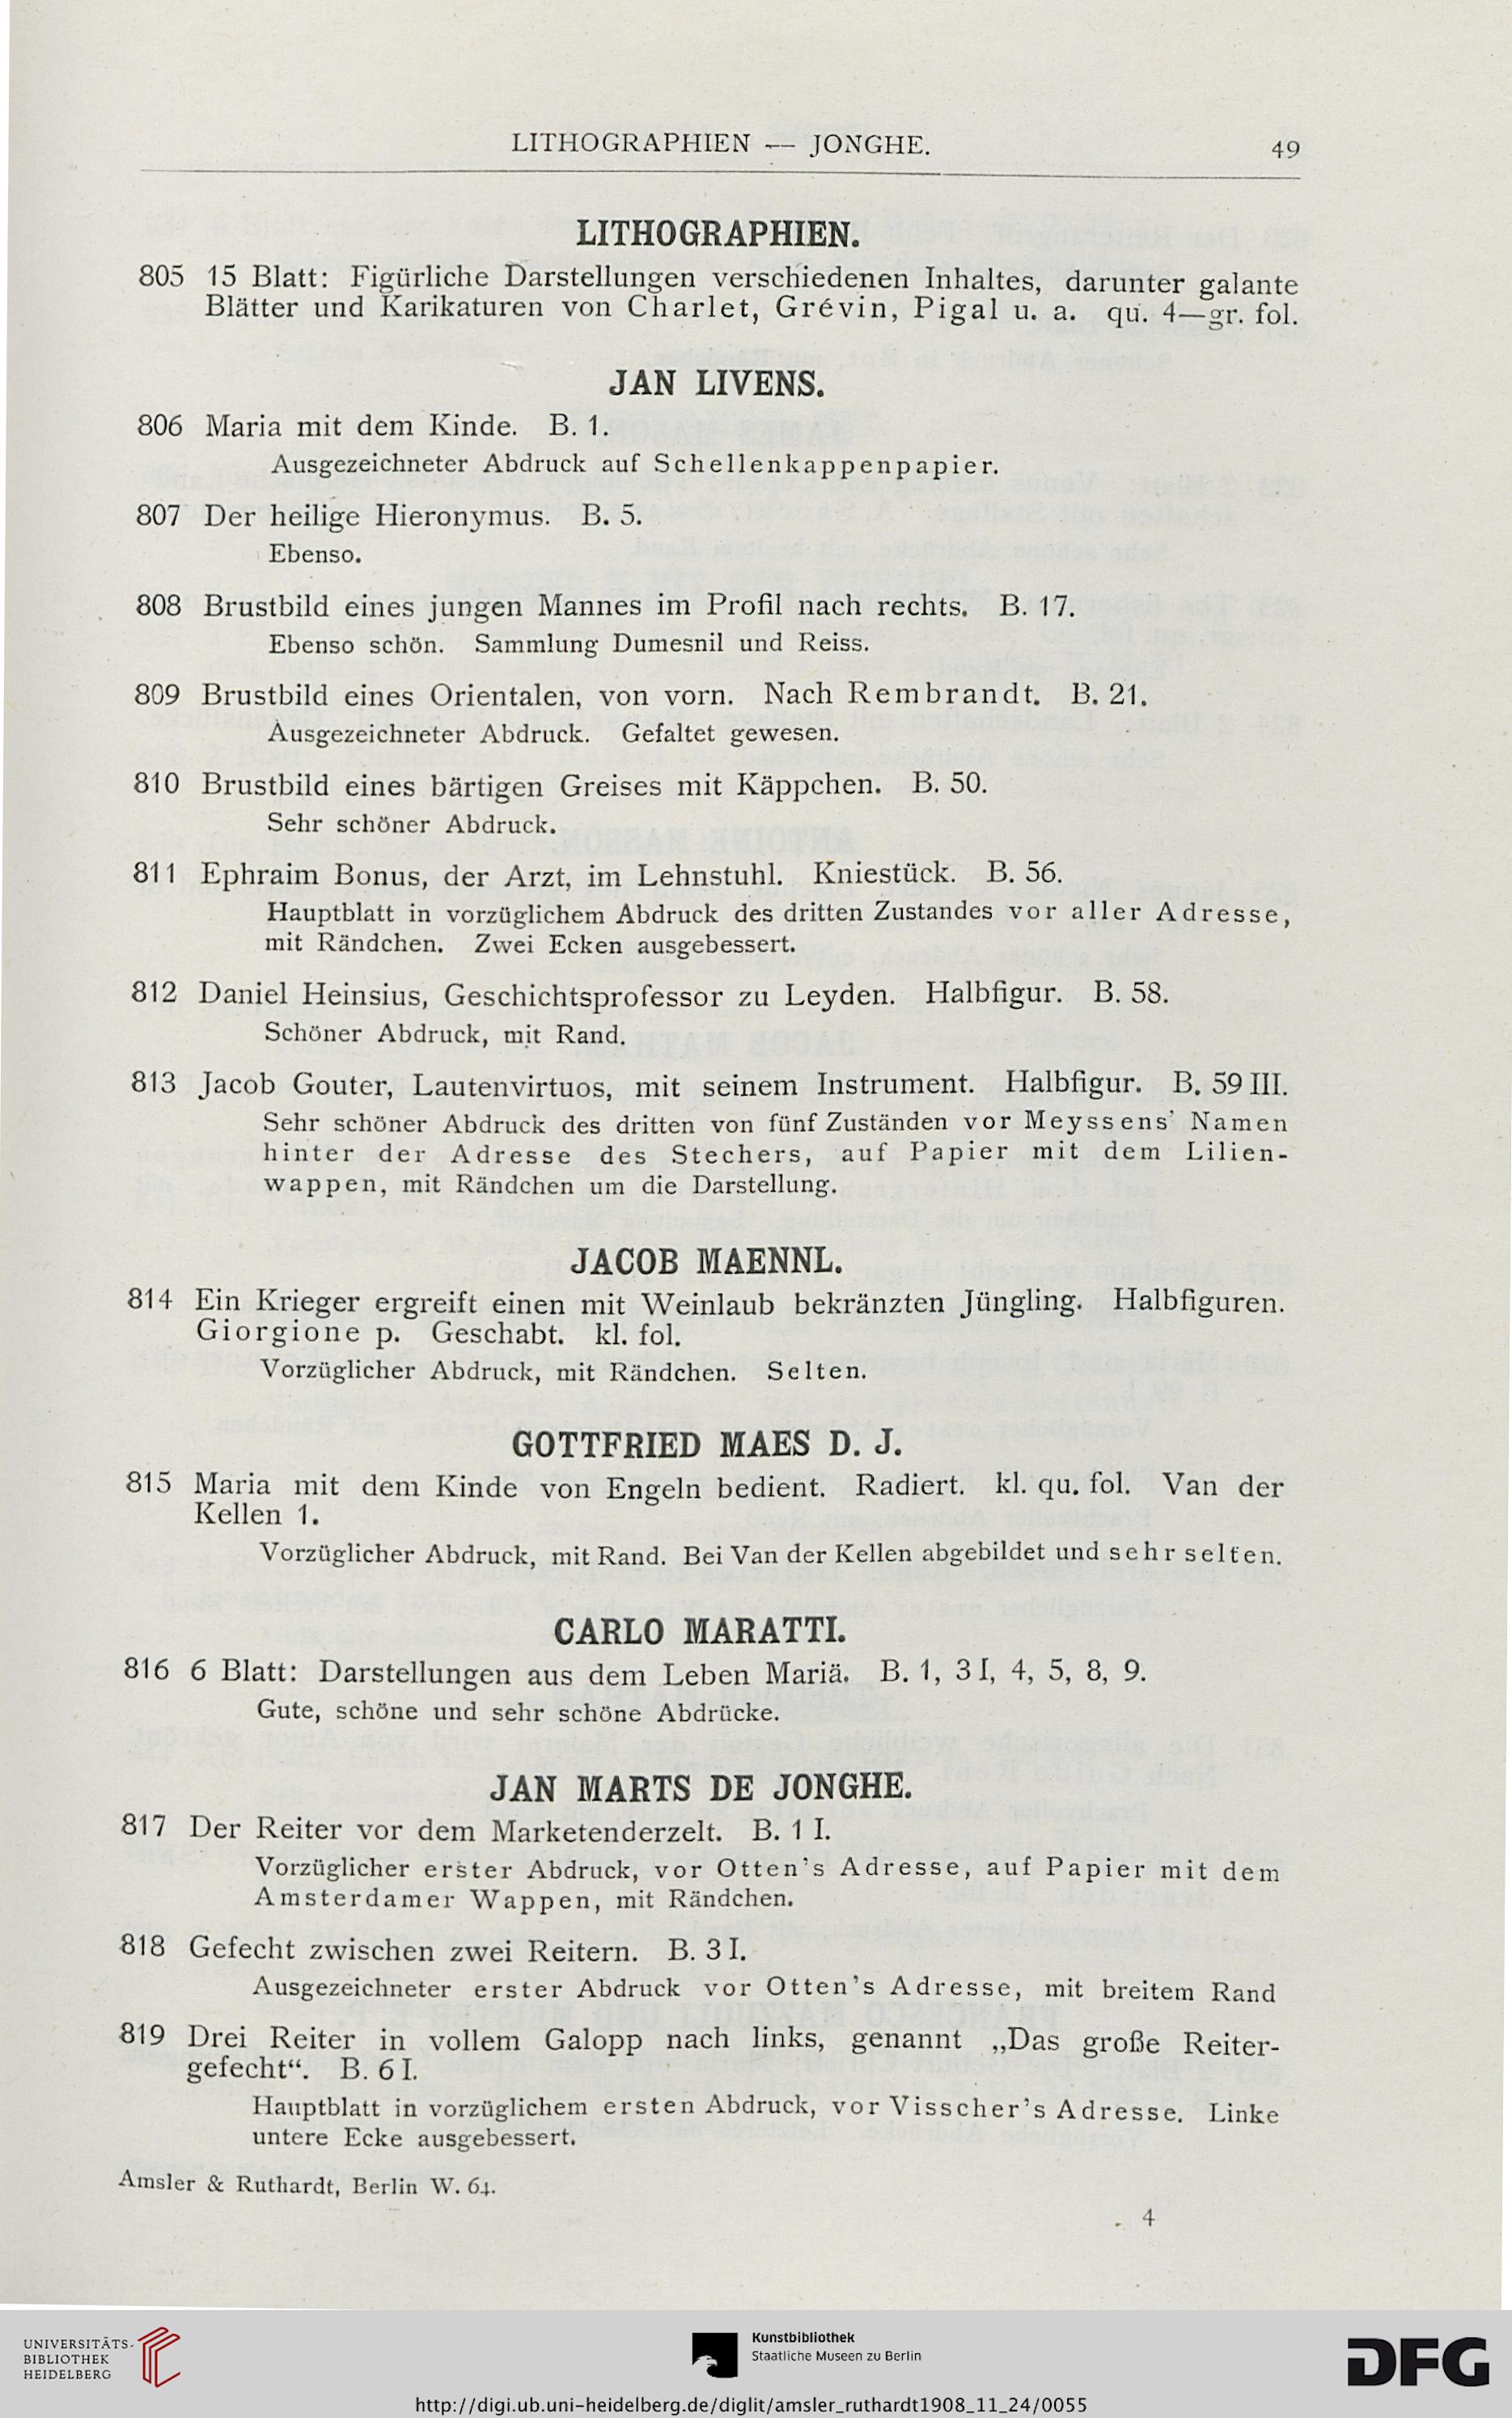 LITHOGRAPHIEN — JONGHE. 49
LITHOGRAPHIEN.
805 15 Blatt: Figürliche Darstellungen verschiedenen Inhaltes, darunter galante
Blätter und Karikaturen von Charlet, Grévin, Pigal u. a. qu. 4—gr. fol.
JAN LIVENS.
806 Maria mit dem Kinde. B. 1.
Ausgezeichneter Abdruck auf Schellenkappenpapier.
807 Der heilige Hieronymus. B. 5.
Ebenso.
808 Brustbild eines jungen Mannes im Profil nach rechts. B. 17.
Ebenso schön. Sammlung Dumesnil und Reiss.
809 Brustbild eines Orientalen, von vorn. Nach Rembrandt. B. 21.
Ausgezeichneter Abdruck. Gefaltet gewesen.
810 Brustbild eines bärtigen Greises mit Käppchen. B. 50.
Sehr schöner Abdruck.
811 Ephraim Bonus, der Arzt, im Lehnstuhl. Kniestück. B. 56.
Hauptblatt in vorzüglichem Abdruck des dritten Zustandes vor aller Adresse,
mit Rändchen. Zwei Ecken ausgebessert.
812 Daniel Heinsius, Geschichtsprofessor zu Leyden. Halbfigur. B. 58.
Schöner Abdruck, mit Rand.
813 Jacob Gouter, Lautenvirtuos, mit seinem Instrument. Halbfigur. B. 59 III.
Sehr schöner Abdruck des dritten von fünf Zuständen vor Meyssens' Namen
hinter der Adresse des Stechers, auf Papier mit dem Lilien-
wappen, mit Rändchen um die Darstellung.
JACOB MAENNL.
814 Ein Krieger ergreift einen mit Weinlaub bekränzten Jüngling. Halbfiguren.
Giorgione p. Geschabt. kl. fol.
Vorzüglicher Abdruck, mit Rändchen. Selten.
GOTTFRIED MAES D. J.
815 Maria mit dem Kinde von Engeln bedient. Radiert. kl. qu. fol. Van der
Kellen 1.
Vorzüglicher Abdruck, mit Rand. Bei Van der Kellen abgebildet und sehr selten.
CARLO MARATTI.
816 6 Blatt: Darstellungen aus dem Leben Mariä. B. 1, 3 I, 4, 5, 8, 9.
Gute, schöne und sehr schöne Abdrücke.
JAN MARTS DE JONGHE.
817 Der Reiter vor dem Marketenderzelt. B. 1 I.
Vorzüglicher erster Abdruck, vor Otten's Adresse, auf Papier mit dem
Amsterdamer Wappen, mit Rändchen.
818 Gefecht zwischen zwei Reitern. B. 3 I.
Ausgezeichneter erster Abdruck vor Otten's Adresse, mit breitem Rand
819 Drei Reiter in vollem Galopp nach links, genannt „Das große Reiter-
gefecht“. B. 6 I.
Hauptblatt in vorzüglichem ersten Abdruck, vor Visscher's Adresse. Linke
untere Ecke ausgebessert.
Amsler & Ruthardt, Berlin W. 64.
4
UNIVERSITÄTS-
BIBLIOTHEK
HEIDELBERG
Kunstbibliothek
Staatliche Museen zu Berlin
DFG
http://digi.ub.uni-heidelberg.de/diglit/amsler_ruthardt1908_11_24/0055